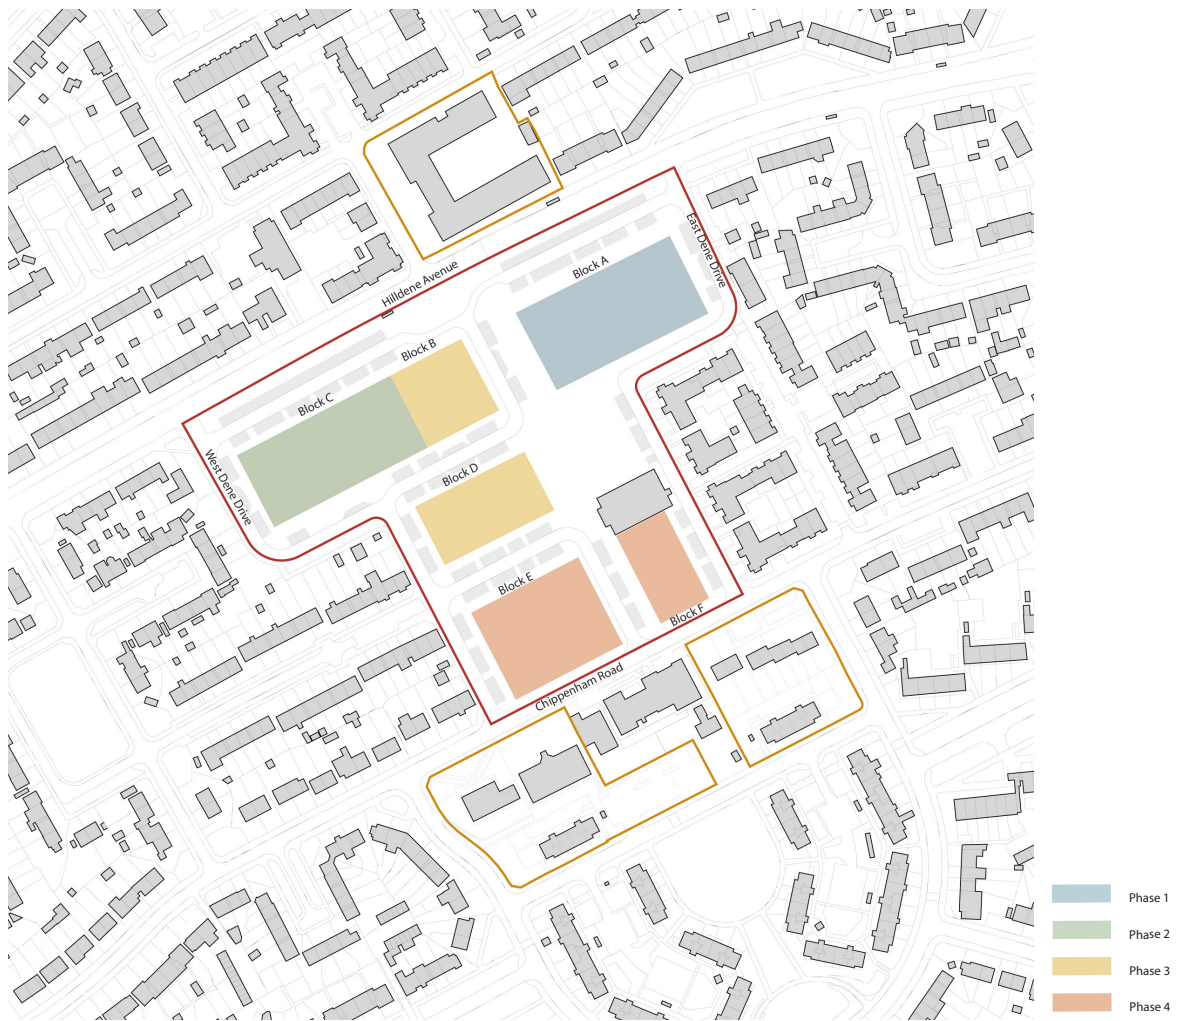 East Dene Drive
Block A
Hilldene Avenue
Block B
Block C
West Dene Drive
Block D
Block E
Block F
Chippenham Road
Phase 1
Phase 2
Phase 3
Phase 4